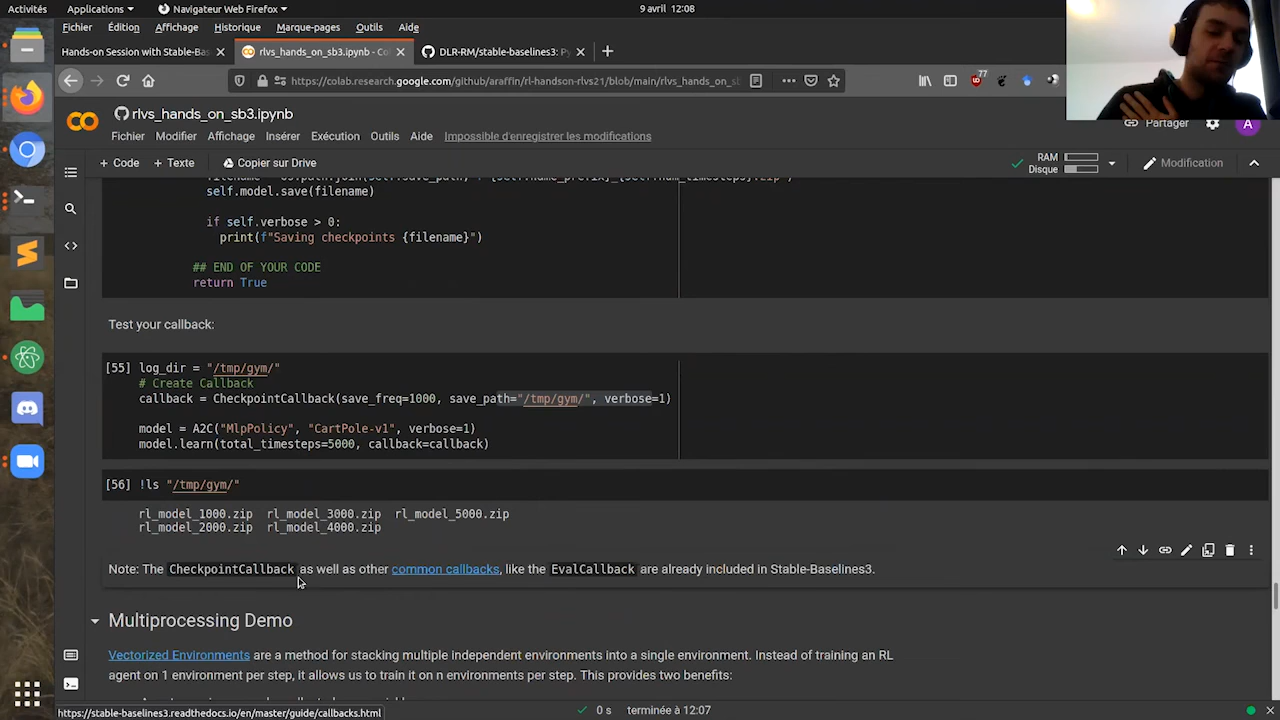 Activités Applications Navigateur Web Firefox 9 avril 12:08
Fichier Édition Affichage Historique Marque-pages Outils Aide
Hands-on Session with Stable-Bas rlvs_hands_on_sb3.ipynb - Co DLR-RM/stable-baselines3: Py
https://colab.research.google.com/github/araffin/rl-handson-rlvs21/blob/main/rlvs_hands_on_sb 77
rlvs_hands_on_sb3.ipynb
Fichier Modifier Affichage Insérer Exécution Outils Aide Impossible d'enregistrer les modifications Partager A
+ Code + Texte Copier sur Drive RAM Disque Modification
self.model.save(filename)
if self.verbose > 0:
print(f"Saving checkpoints {filename}")
## END OF YOUR CODE
return True
Test your callback:
[55] log_dir = "/tmp/gym/"
# Create Callback
callback = CheckpointCallback(save_freq=1000, save_path="/tmp/gym/", verbose=1)
model = A2C("MlpPolicy", "CartPole-v1", verbose=1)
model.learn(total_timesteps=5000, callback=callback)
[56] !ls "/tmp/gym/"
rl_model_1000.zip rl_model_3000.zip rl_model_5000.zip
rl_model_2000.zip rl_model_4000.zip
Note: The CheckpointCallback as well as other common callbacks, like the EvalCallback are already included in Stable-Baselines3.
Multiprocessing Demo
Vectorized Environments are a method for stacking multiple independent environments into a single environment. Instead of training an RL
agent on 1 environment per step, it allows us to train it on n environments per step. This provides two benefits:
https://stable-baselines3.readthedocs.io/en/master/guide/callbacks.html 0 s terminée à 12:07